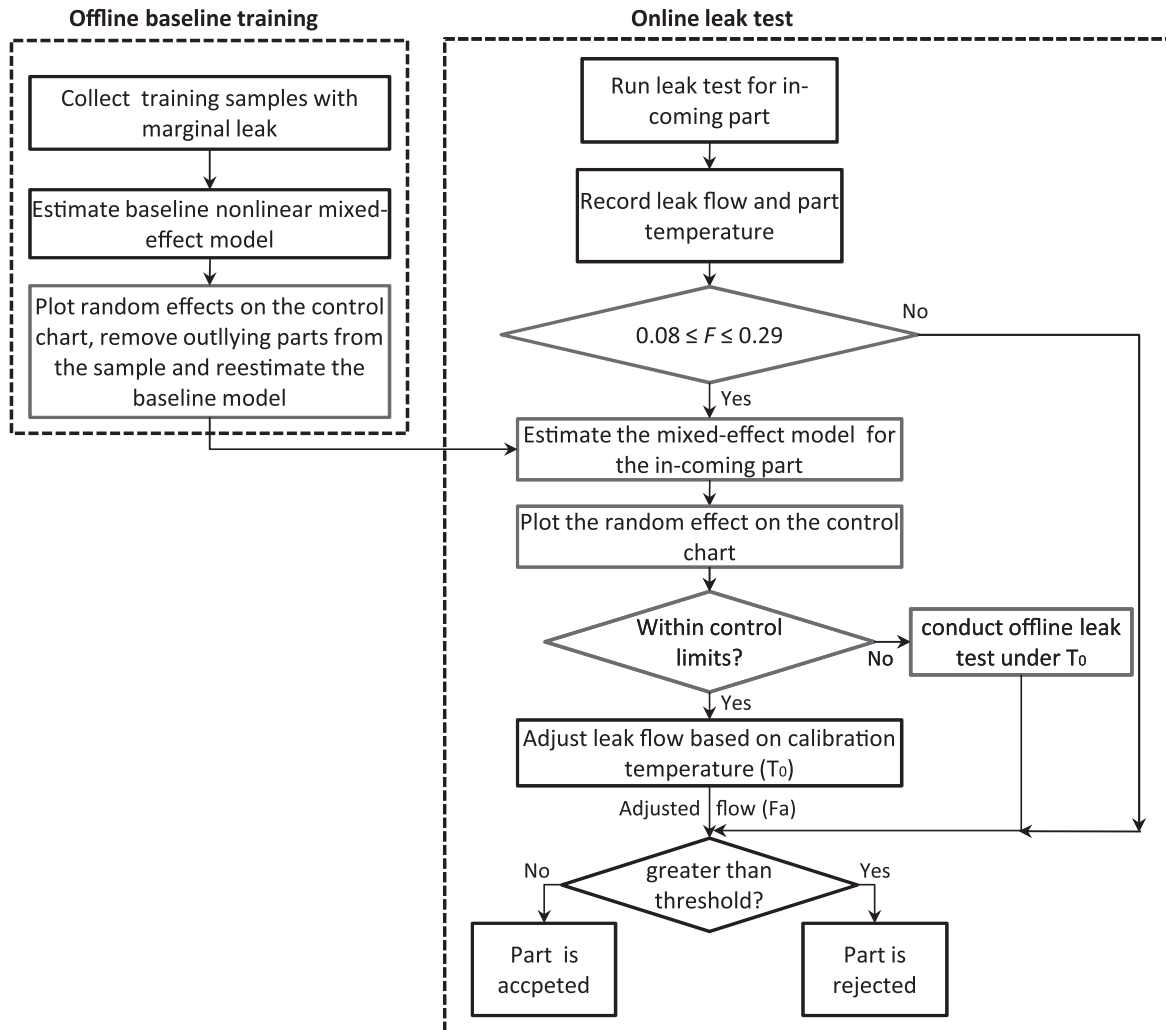 Offline baseline training
Collect training samples with
marginal leak
Estimate baseline nonlinear mixed-
effect model
Plot random effects on the control
chart, remove outllying parts from
the sample and reestimate the
baseline model
Online leak test
Run leak test for in-
coming part
Record leak flow and part
temperature
0.08 ≤ F ≤ 0.29
No
Yes
Estimate the mixed-effect model for
the in-coming part
Plot the random effect on the control
chart
Within control
limits?
No
conduct offline leak
test under T₀
Yes
Adjust leak flow based on calibration
temperature (T₀)
Adjusted flow (Fa)
greater than
threshold?
No
Yes
Part is
accpeted
Part is
rejected